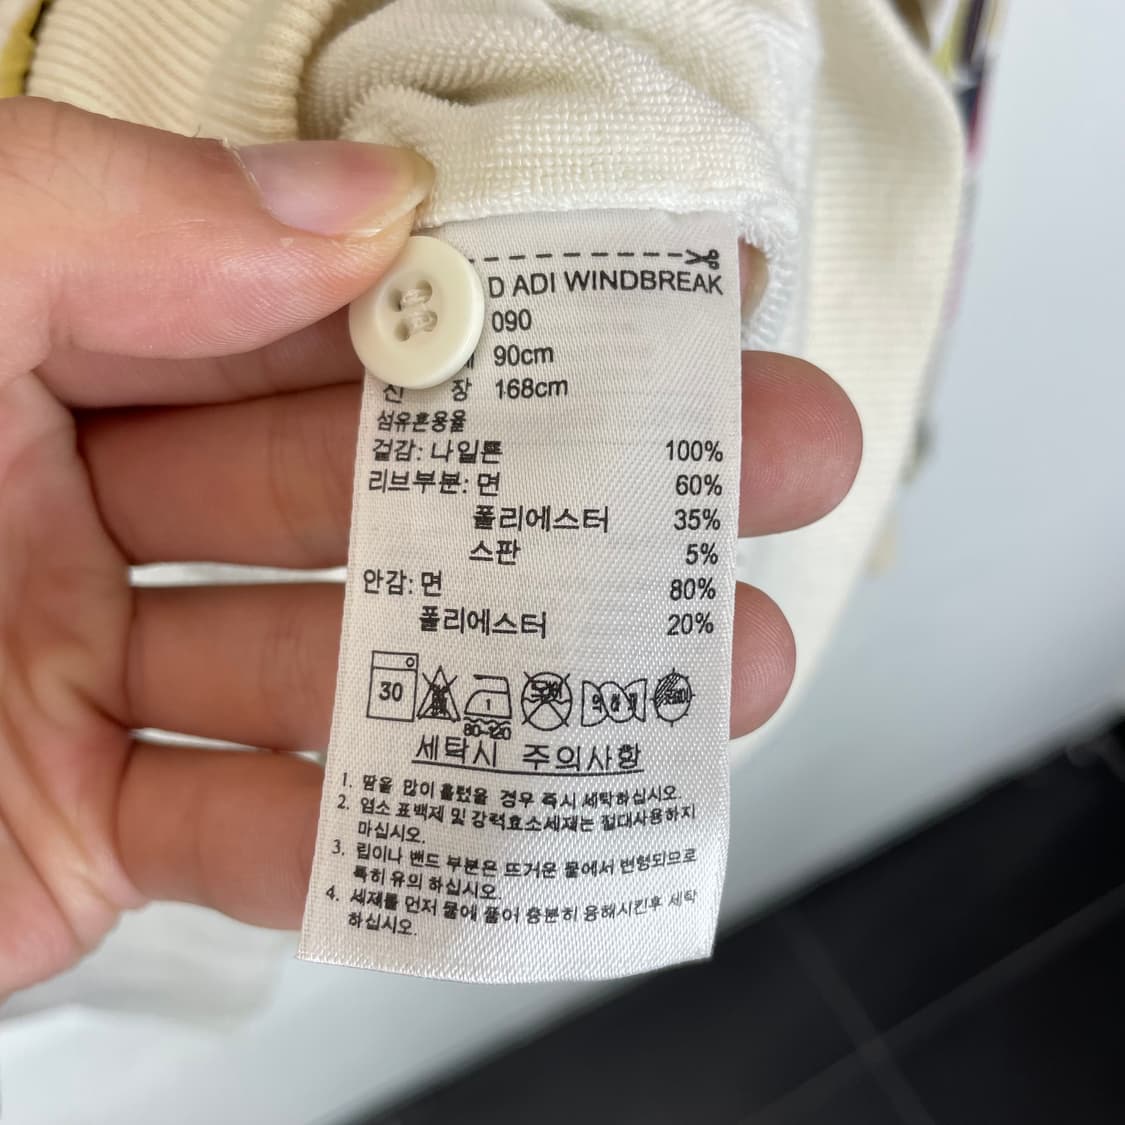 D ADI WINDBREAK
090
90cm
신 장 168cm
섬유혼용율
겉감: 나일론 100%
리브부분: 면 60%
폴리에스터 35%
스판 5%
안감: 면 80%
폴리에스터 20%
30
1
80-120
세탁시 주의사항
1. 땀을 많이 흘렸을 경우 즉시 세탁하십시오.
2. 염소 표백제 및 강력효소세제는 절대사용하지
마십시오.
3. 립이나 밴드 부분은 뜨거운 물에서 변형되므로
특히 유의 하십시오.
4. 세제를 먼저 물에 풀어 충분히 용해시킨후 세탁
하십시오.